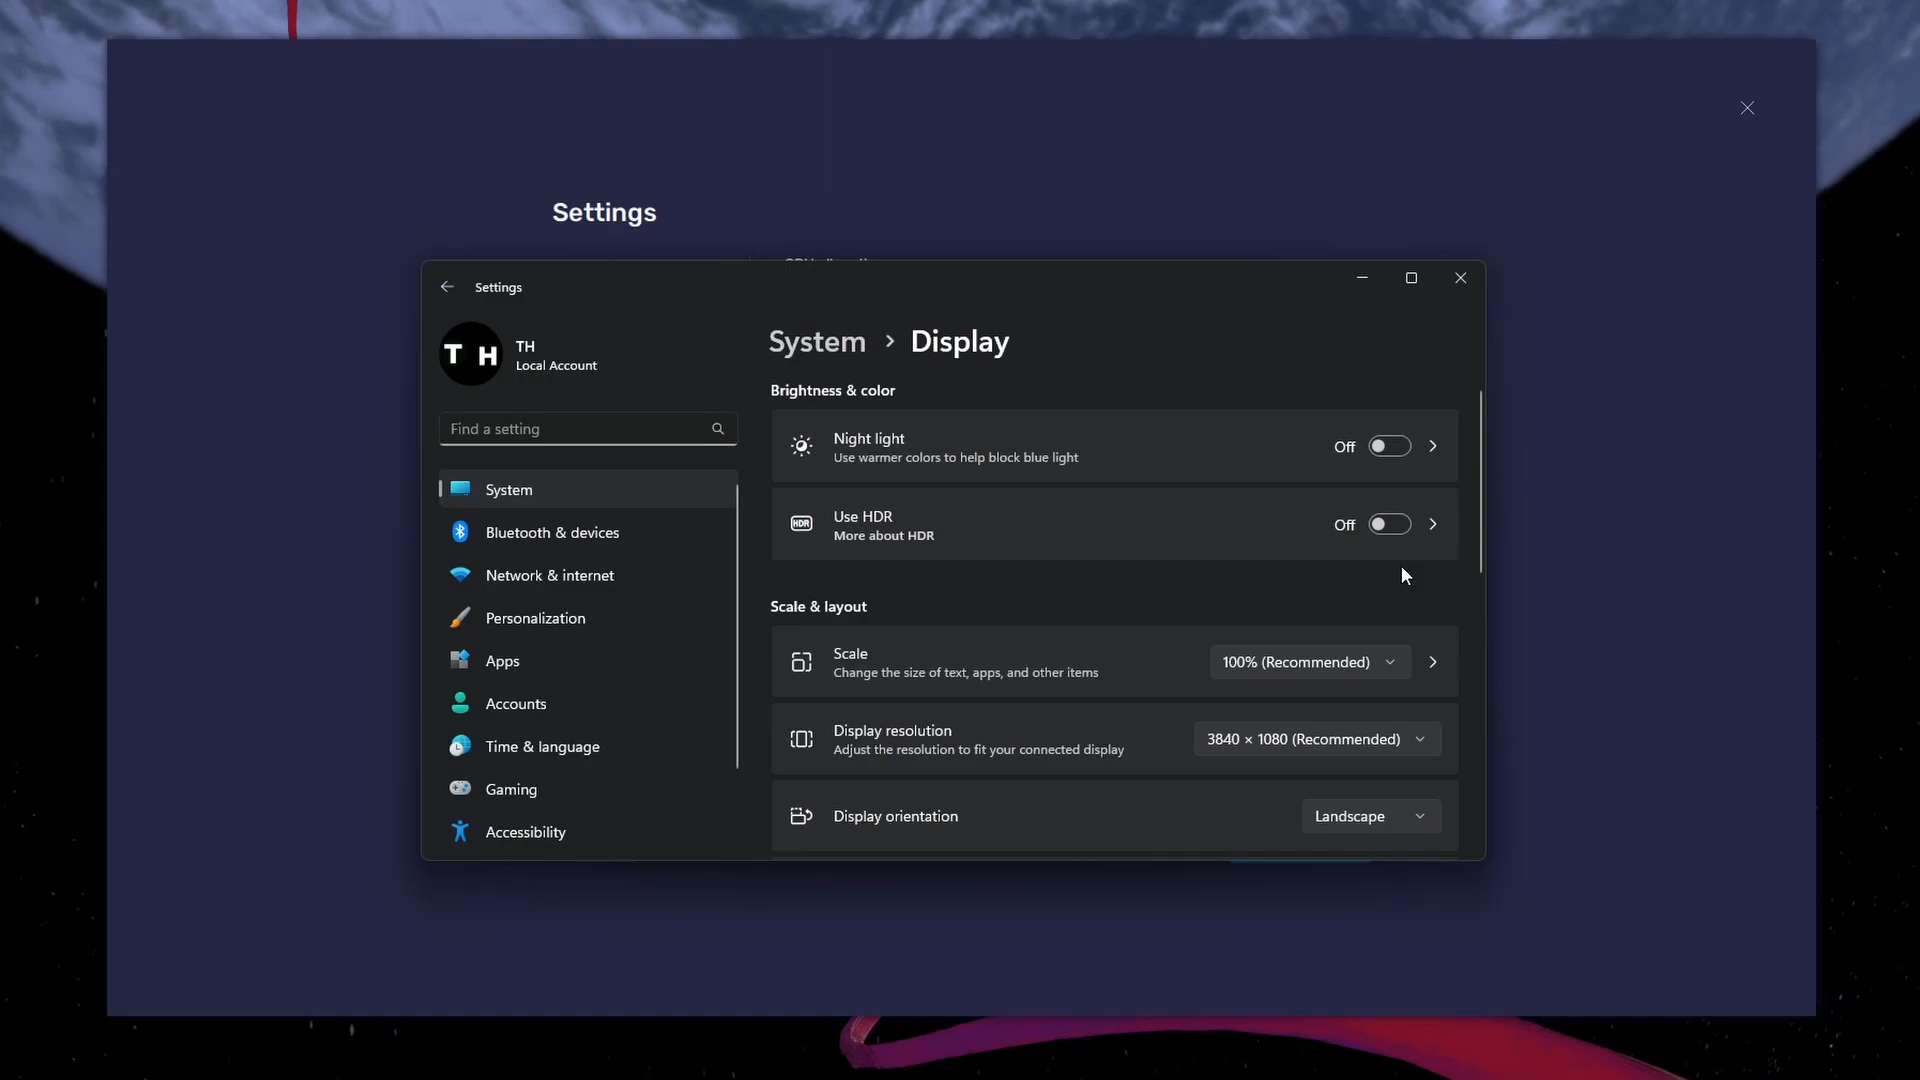 Settings
Settings
T H
TH
Local Account
Find a setting
System
Bluetooth & devices
Network & internet
Personalization
Apps
Accounts
Time & language
Gaming
Accessibility
System > Display
Brightness & color
Night light
Use warmer colors to help block blue light
Off
HDR
Use HDR
More about HDR
Off
Scale & layout
Scale
Change the size of text, apps, and other items
100% (Recommended)
Display resolution
Adjust the resolution to fit your connected display
3840 × 1080 (Recommended)
Display orientation
Landscape